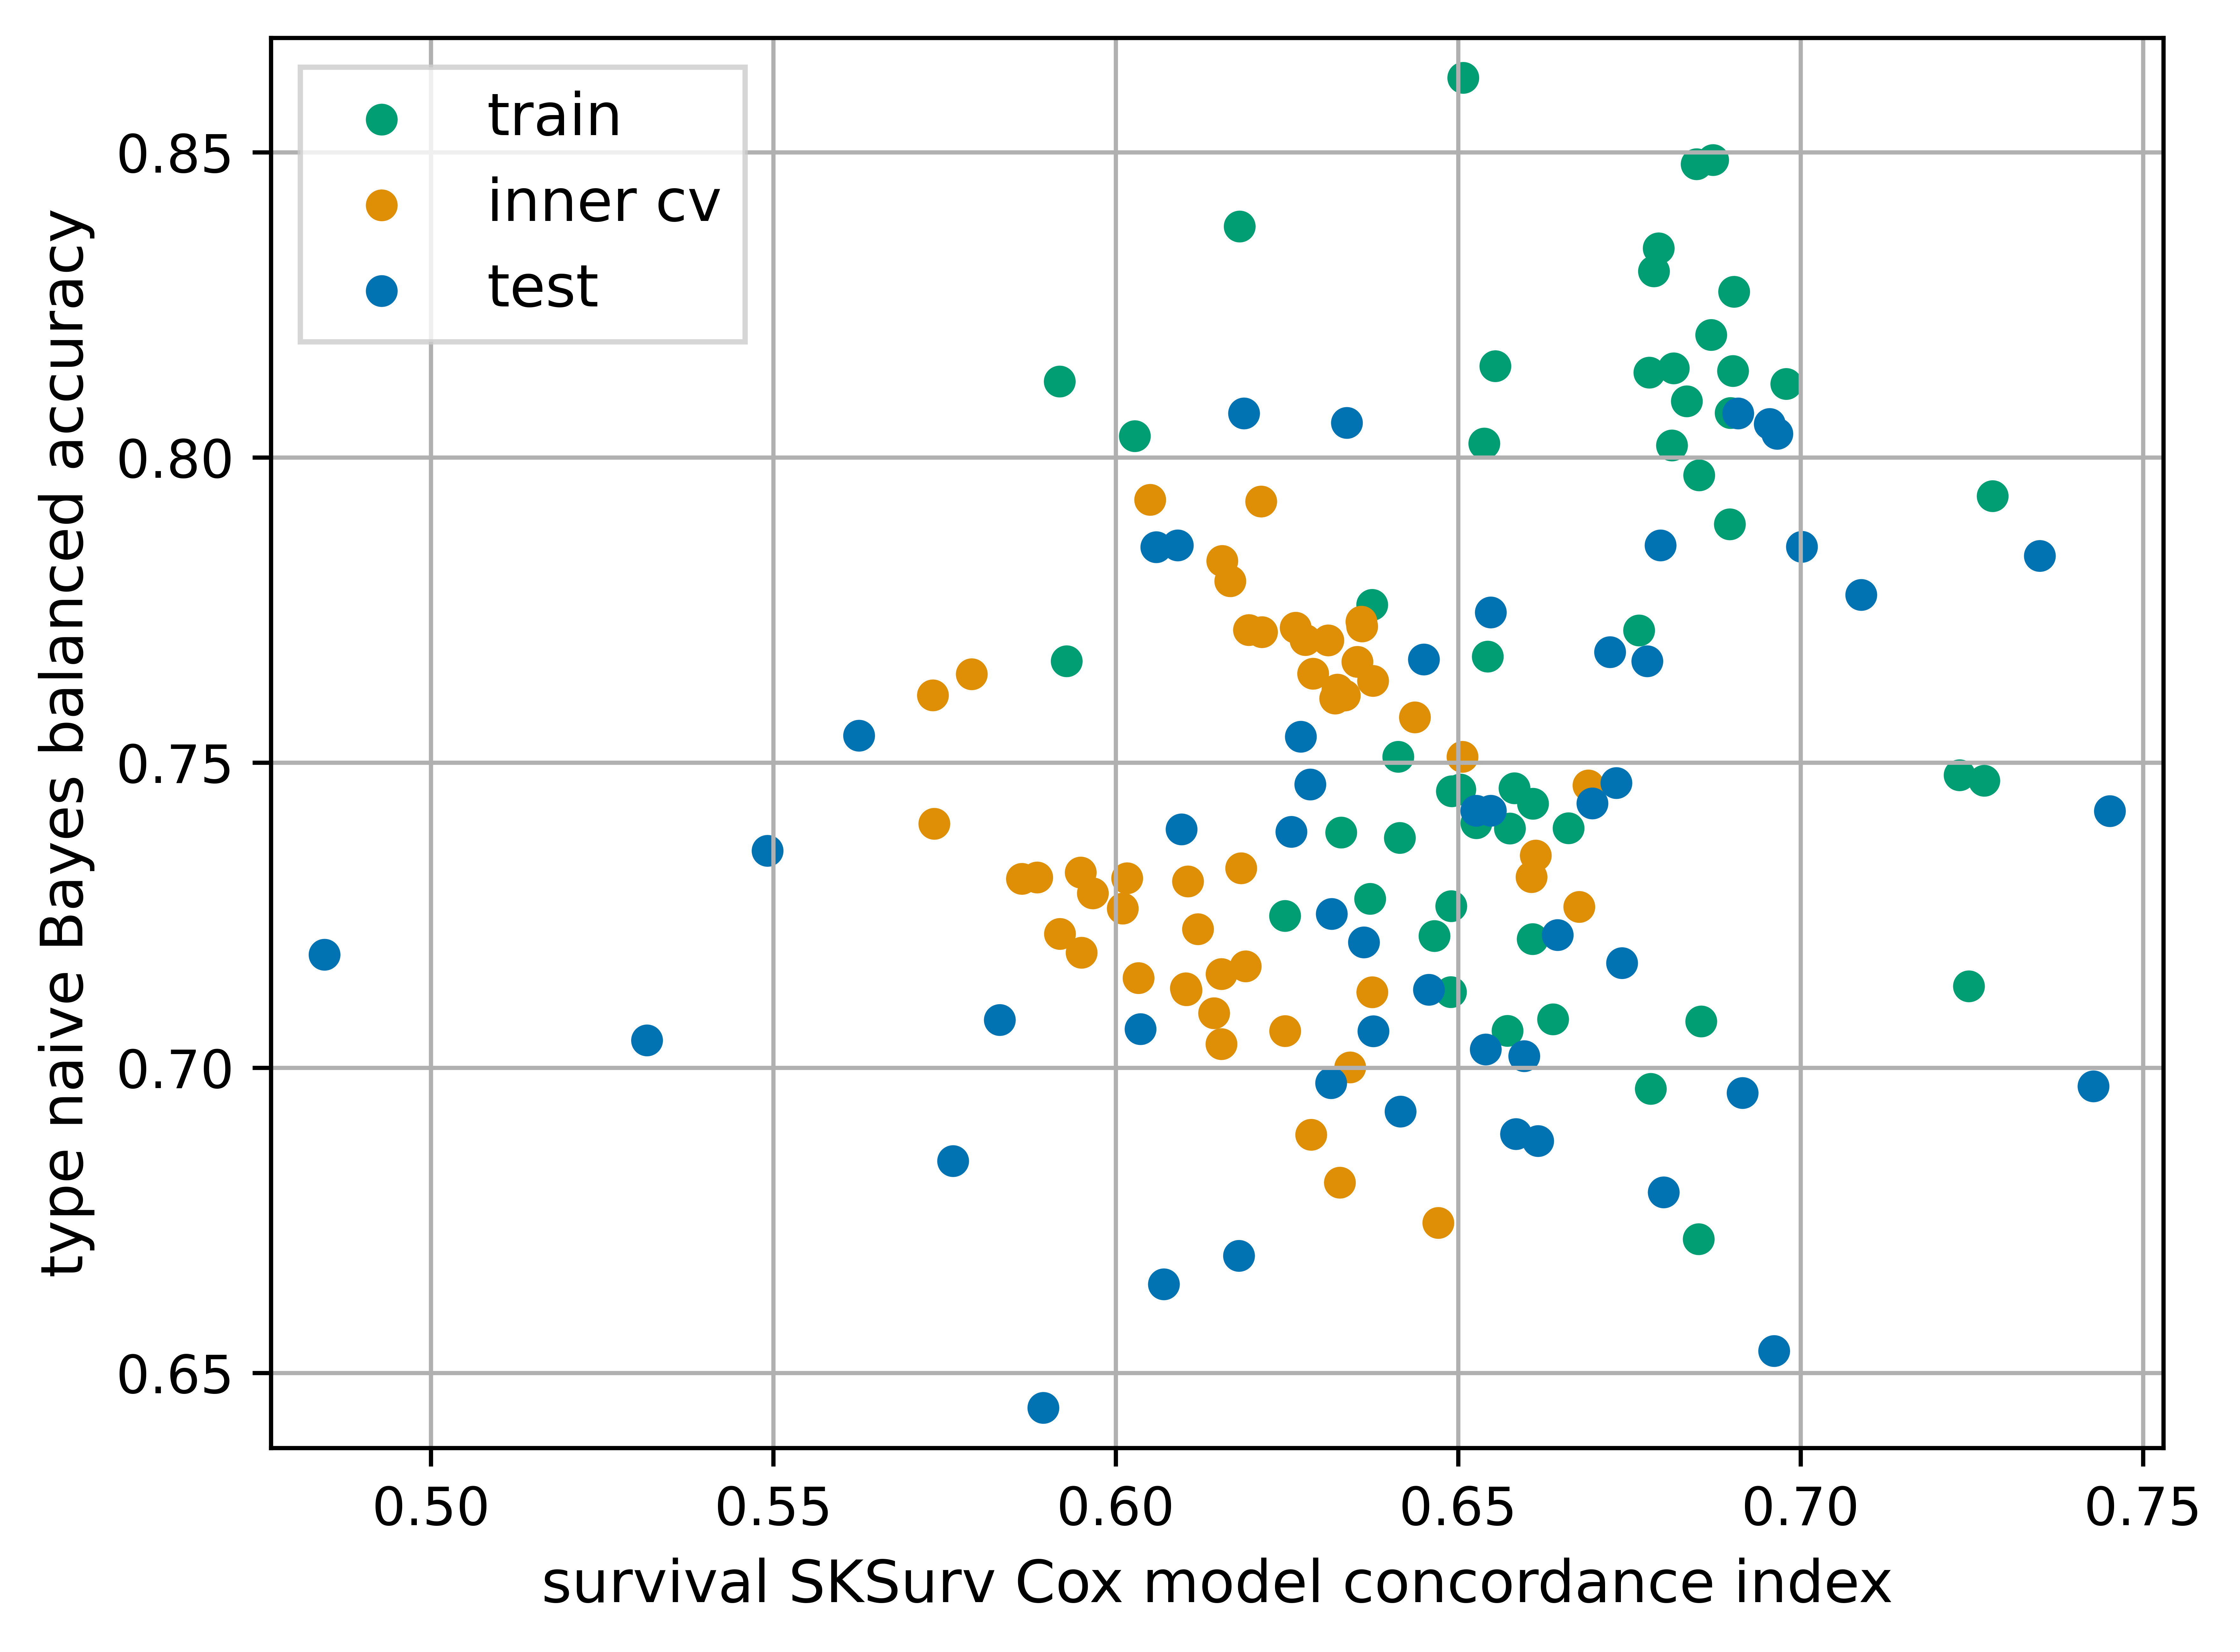 train
inner cv
test
type naive Bayes balanced accuracy
0.85
0.80
0.75
0.70
0.65
0.50
0.55
0.60
0.65
0.70
0.75
survival SKSurv Cox model concordance index